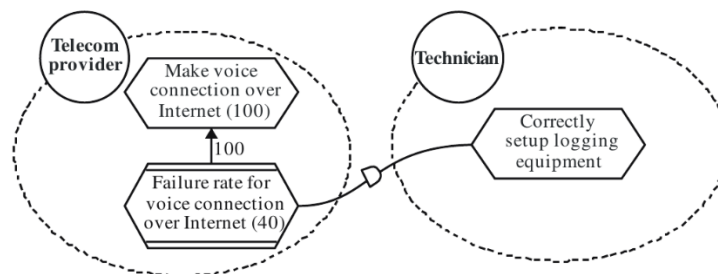 Telecom
provider
Make voice
connection over
Internet (100)
100
Failure rate for
voice connection
over Internet (40)
Technician
Correctly
setup logging
equipment